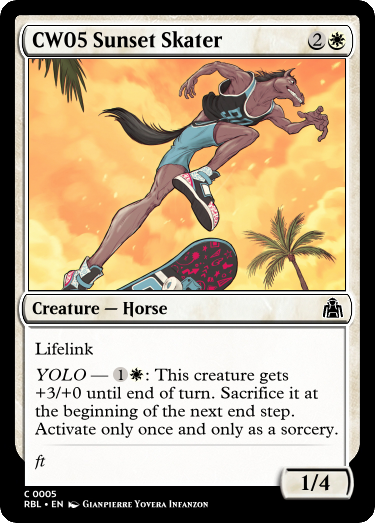 CW05 Sunset Skater 2
Creature — Horse
Lifelink
YOLO — 1: This creature gets
+3/+0 until end of turn. Sacrifice it at
the beginning of the next end step.
Activate only once and only as a sorcery.
ft
1/4
C 0005
RBL • EN Gianpierre Yovera Infanzon